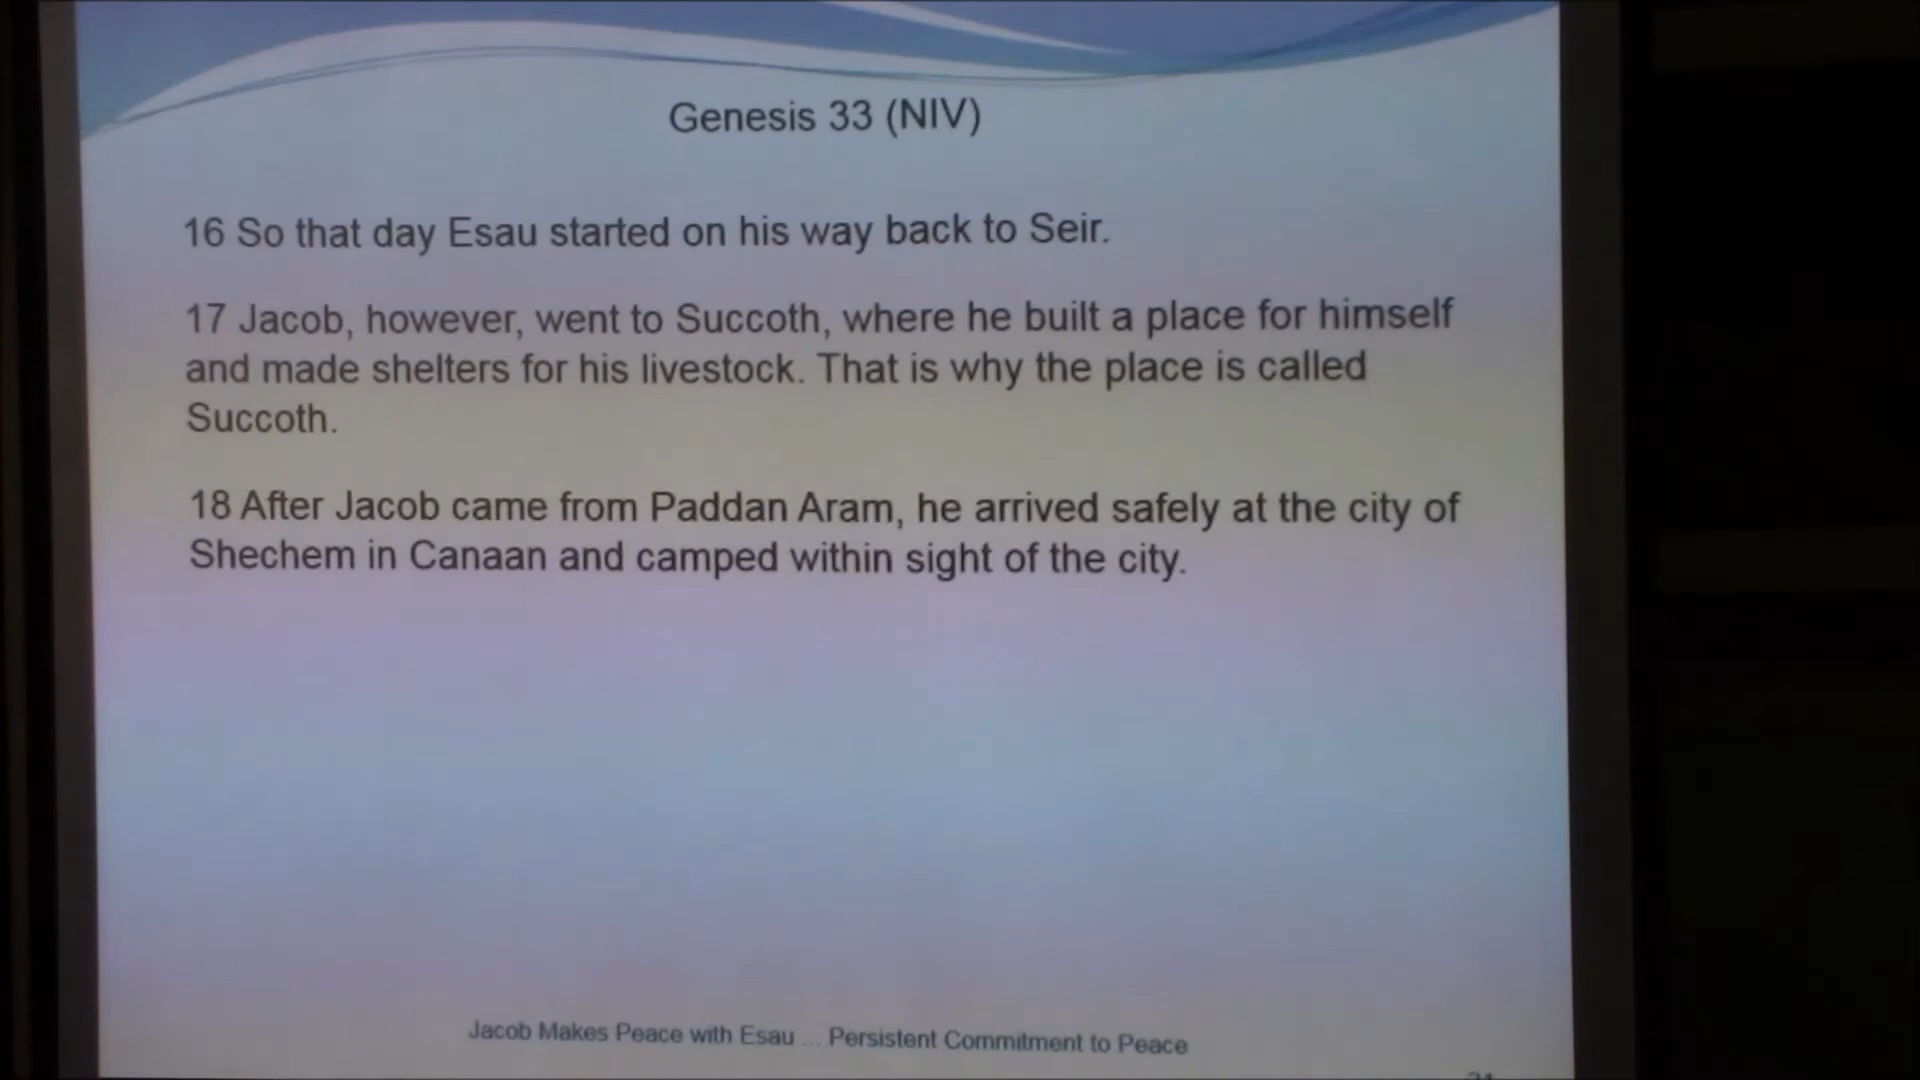 Genesis 33 (NIV)
16 So that day Esau started on his way back to Seir.
17 Jacob, however, went to Succoth, where he built a place for himself
and made shelters for his livestock. That is why the place is called
Succoth.
18 After Jacob came from Paddan Aram, he arrived safely at the city of
Shechem in Canaan and camped within sight of the city.
Jacob Makes Peace with Esau ... Persistent Commitment to Peace